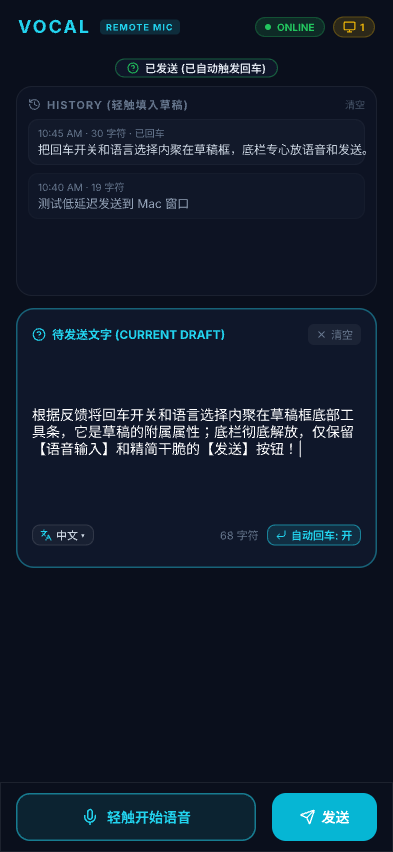 VOCAL REMOTE MIC ONLINE 1
已发送 (已自动触发回车)
HISTORY (轻触填入草稿) 清空
10:45 AM · 30 字符 · 已回车
把回车开关和语言选择内聚在草稿框，底栏专心放语音和发送。
10:40 AM · 19 字符
测试低延迟发送到 Mac 窗口
待发送文字 (CURRENT DRAFT) ✕ 清空
根据反馈将回车开关和语言选择内聚在草稿框底部工
具条，它是草稿的附属属性；底栏彻底解放，仅保留
【语音输入】和精简干脆的【发送】按钮！|
中文 ▾ 68 字符 自动回车: 开
轻触开始语音 发送